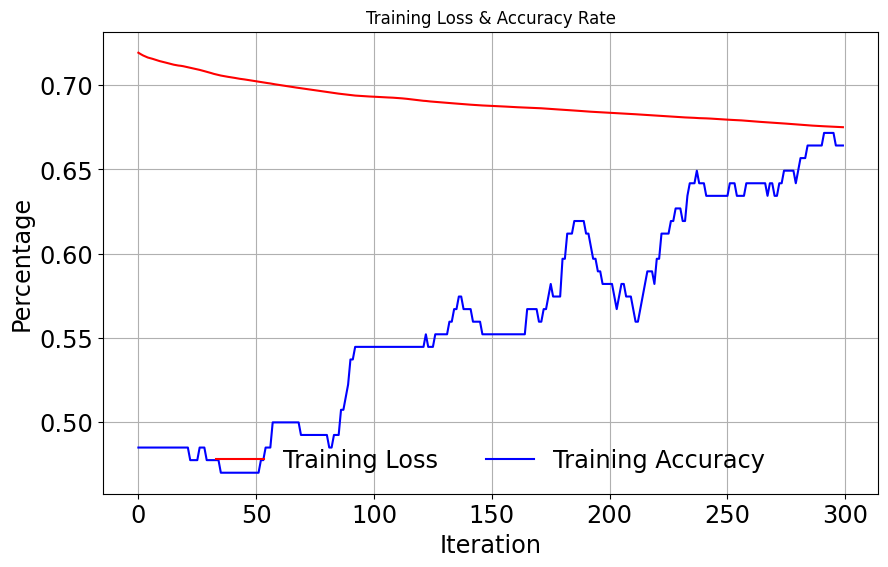 Training Loss & Accuracy Rate
Percentage
0.70
0.65
0.60
0.55
0.50
Training Loss
Training Accuracy
0
50
100
150
200
250
300
Iteration